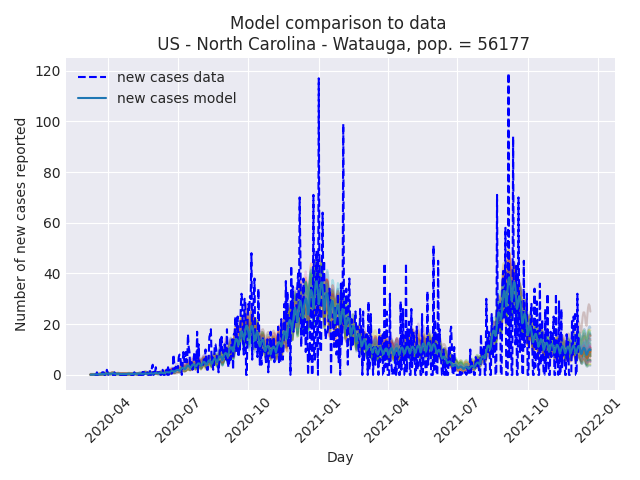 Model comparison to data
US - North Carolina - Watauga, pop. = 56177
new cases data
new cases model
Number of new cases reported
120
100
80
60
40
20
0
2020-04
2020-07
2020-10
2021-01
2021-04
2021-07
2021-10
2022-01
Day